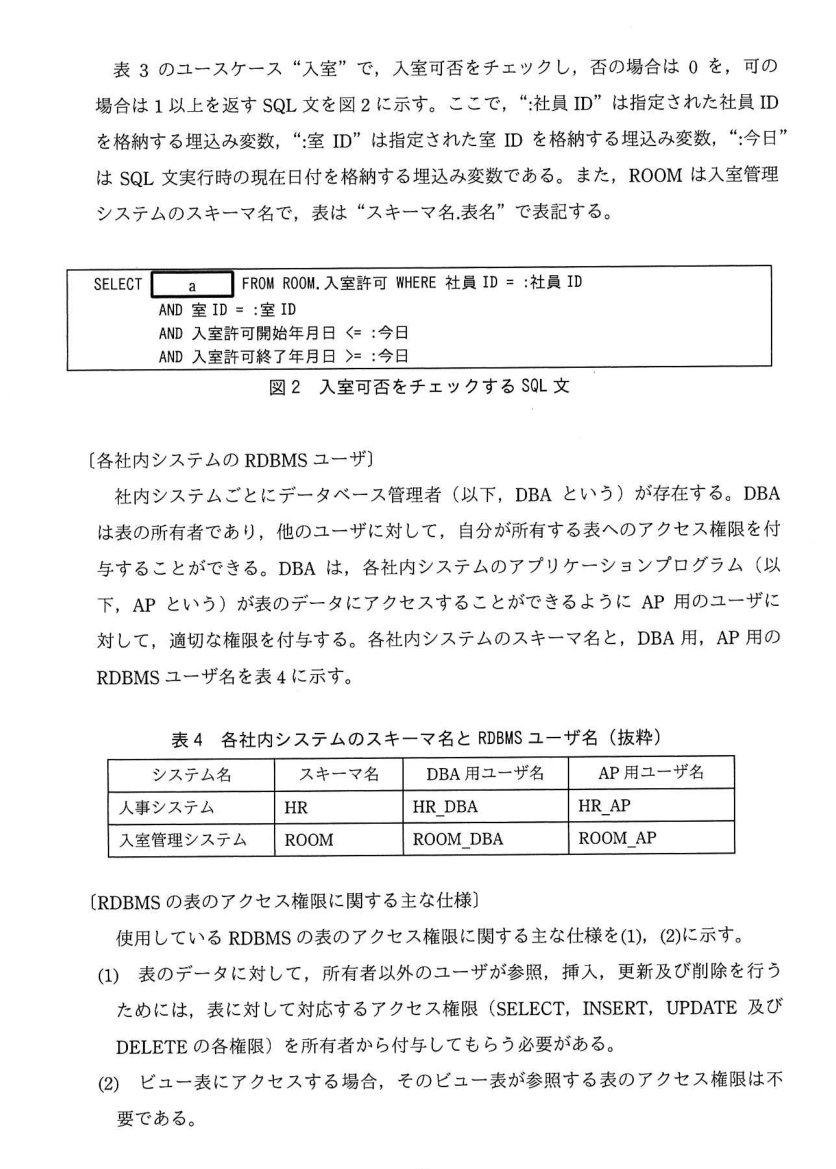 表 3 のユースケース“入室”で，入室可否をチェックし，否の場合は 0 を，可の
場合は 1 以上を返す SQL 文を図 2 に示す。ここで，“:社員 ID”は指定された社員 ID
を格納する埋込み変数，“:室 ID”は指定された室 ID を格納する埋込み変数，“:今日”
は SQL 文実行時の現在日付を格納する埋込み変数である。また，ROOM は入室管理
システムのスキーマ名で，表は“スキーマ名.表名”で表記する。
SELECT a FROM ROOM.入室許可 WHERE 社員 ID = :社員 ID
AND 室 ID = :室 ID
AND 入室許可開始年月日 <= :今日
AND 入室許可終了年月日 >= :今日
図 2 入室可否をチェックする SQL 文
〔各社内システムの RDBMS ユーザ〕
社内システムごとにデータベース管理者（以下，DBA という）が存在する。DBA
は表の所有者であり，他のユーザに対して，自分が所有する表へのアクセス権限を付
与することができる。DBA は，各社内システムのアプリケーションプログラム（以
下，AP という）が表のデータにアクセスすることができるように AP 用のユーザに
対して，適切な権限を付与する。各社内システムのスキーマ名と，DBA 用，AP 用の
RDBMS ユーザ名を表 4 に示す。
表 4 各社内システムのスキーマ名と RDBMS ユーザ名（抜粋）
システム名 スキーマ名 DBA 用ユーザ名 AP 用ユーザ名
人事システム HR HR_DBA HR_AP
入室管理システム ROOM ROOM_DBA ROOM_AP
〔RDBMS の表のアクセス権限に関する主な仕様〕
使用している RDBMS の表のアクセス権限に関する主な仕様を(1)，(2)に示す。
(1) 表のデータに対して，所有者以外のユーザが参照，挿入，更新及び削除を行う
ためには，表に対して対応するアクセス権限（SELECT，INSERT，UPDATE 及び
DELETE の各権限）を所有者から付与してもらう必要がある。
(2) ビュー表にアクセスする場合，そのビュー表が参照する表のアクセス権限は不
要である。